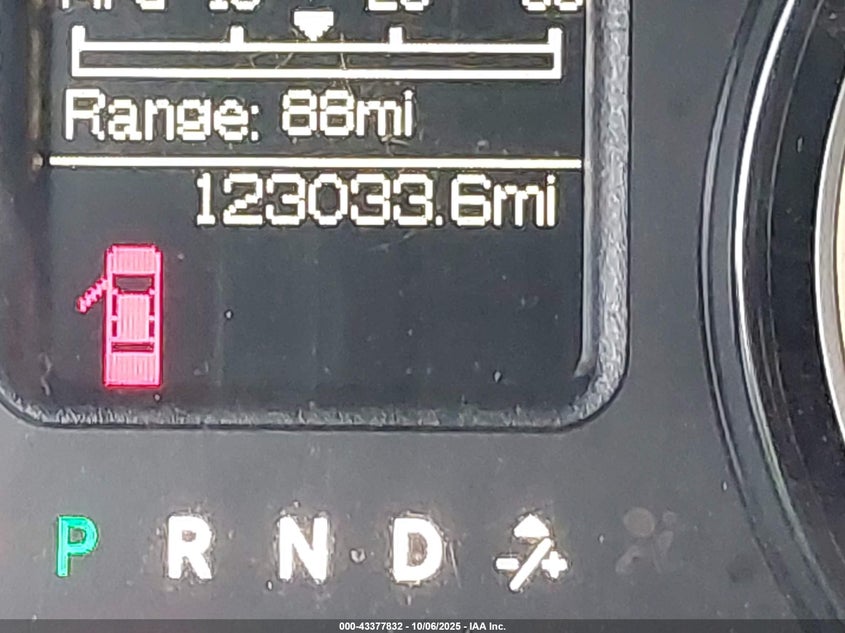 Range: 88mi
123033.6mi
P R N D -/+
000-43377832 - 10/06/2025 - IAA Inc.